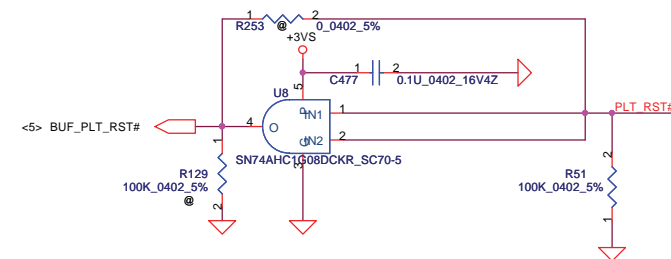 1 2
R253 @ 0_0402_5%
+3VS
1 2
C477 0.1U_0402_16V4Z
5
U8
P
IN1 1
PLT_RST#
<5> BUF_PLT_RST#
4 O
IN2 2
G
SN74AHC1G08DCKR_SC70-5
3
1
R129
100K_0402_5%
2
@
2
R51
100K_0402_5%
1